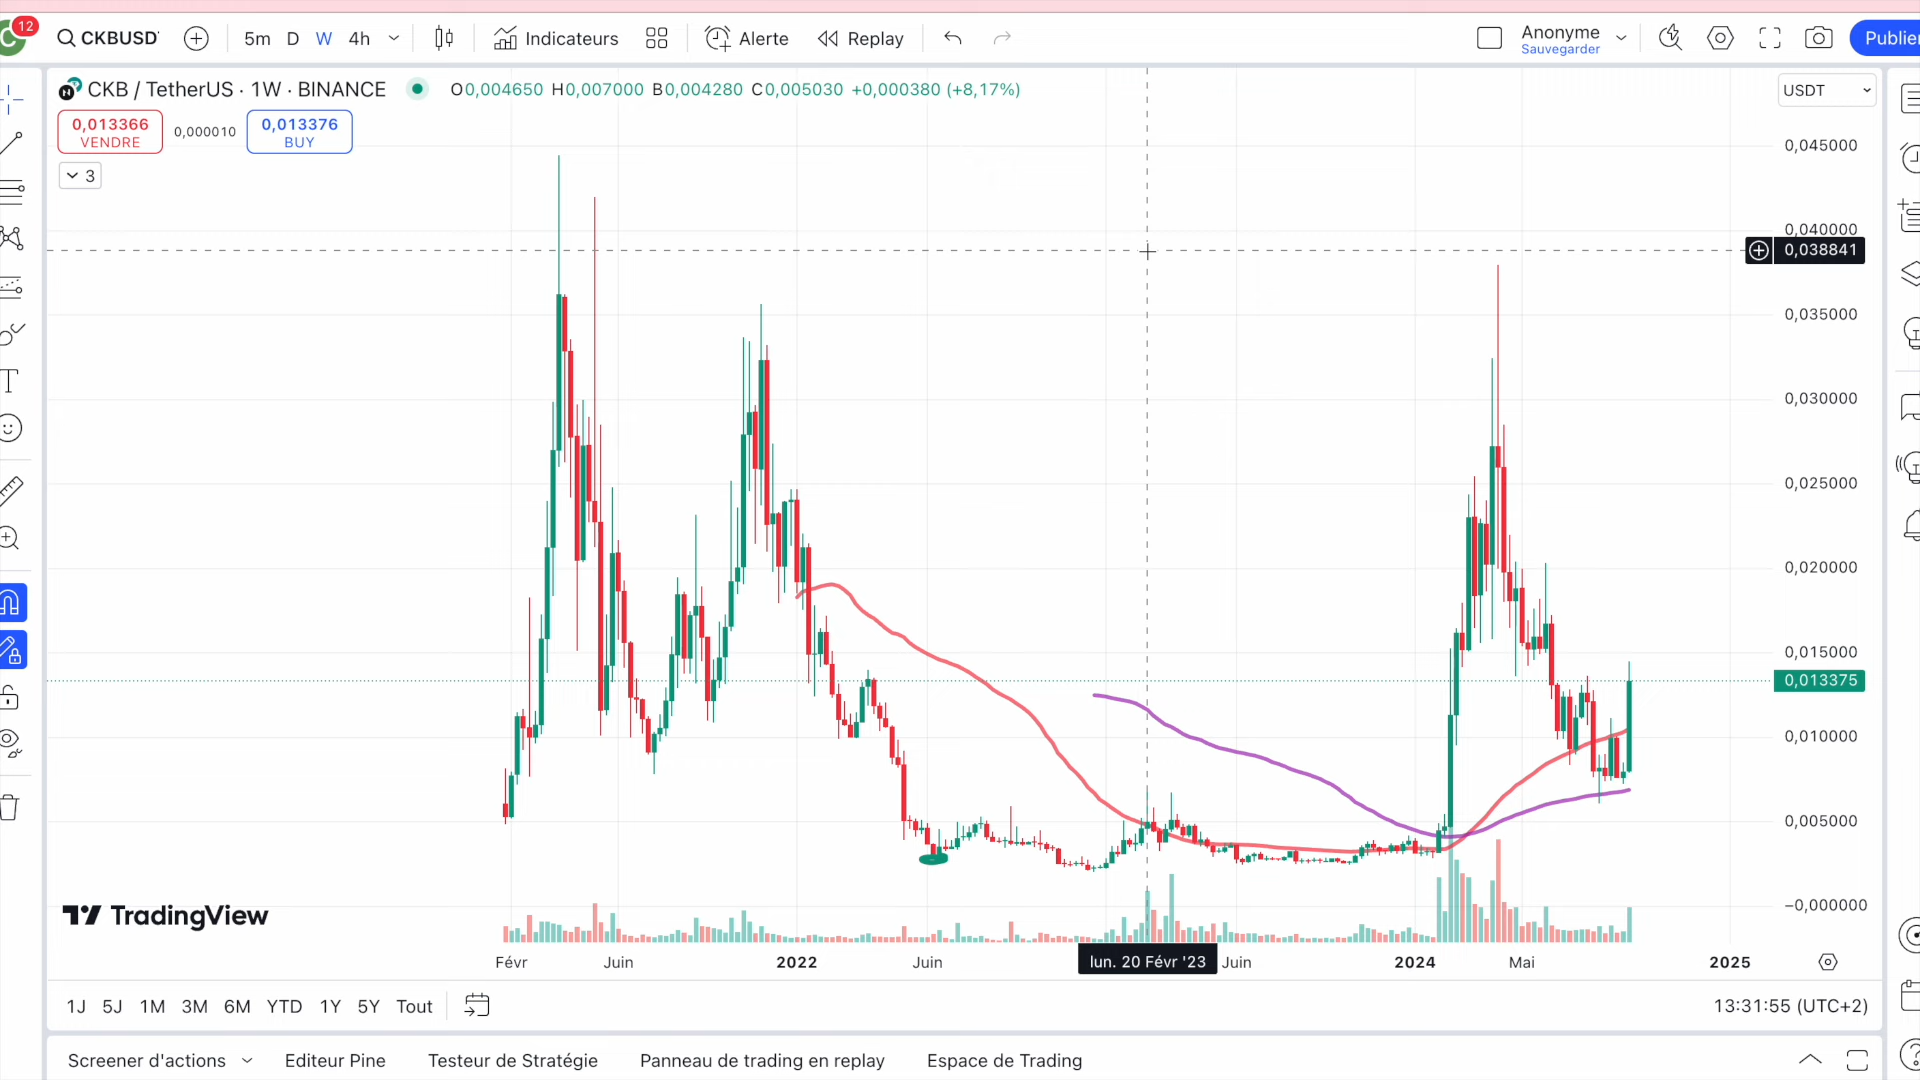 12
CKBUSD
5m D W 4h
Indicateurs
Alerte
Replay
Anonyme
Sauvegarder
Publier
CKB / TetherUS · 1W · BINANCE
O0,004650 H0,007000 B0,004280 C0,005030 +0,000380 (+8,17%)
USDT
0,013366
VENDRE
0,000010
0,013376
BUY
3
0,045000
0,040000
0,038841
0,035000
0,030000
0,025000
0,020000
0,015000
0,013375
0,010000
0,005000
−0,000000
TradingView
Févr Juin 2022 Juin lun. 20 Févr '23 Juin 2024 Mai 2025
1J 5J 1M 3M 6M YTD 1Y 5Y Tout
13:31:55 (UTC+2)
Screener d'actions Editeur Pine Testeur de Stratégie Panneau de trading en replay Espace de Trading